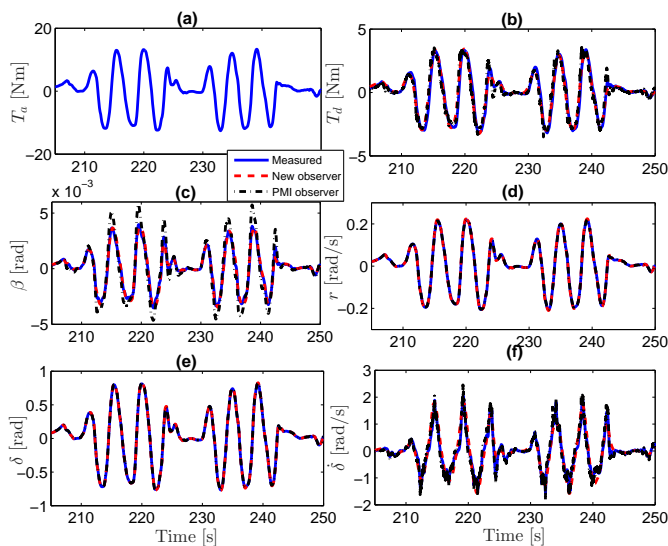 (a)
20
0
-20
T_a [Nm]
210 220 230
(b)
5
0
-5
T_d [Nm]
210 220 230 240 250
Measured
New observer
PMI observer
(c)
x 10^-3
5
0
-5
β [rad]
210 220 230 240 250
(d)
0.2
0
-0.2
r [rad/s]
210 220 230 240 250
(e)
1
0.5
0
-0.5
-1
δ [rad]
210 220 230 240 250
Time [s]
(f)
3
2
1
0
-1
-2
δ̇ [rad/s]
210 220 230 240 250
Time [s]